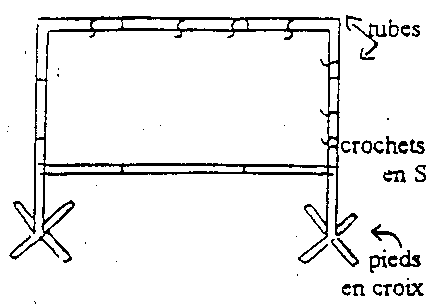 tubes
crochets
en S
pieds
en croix